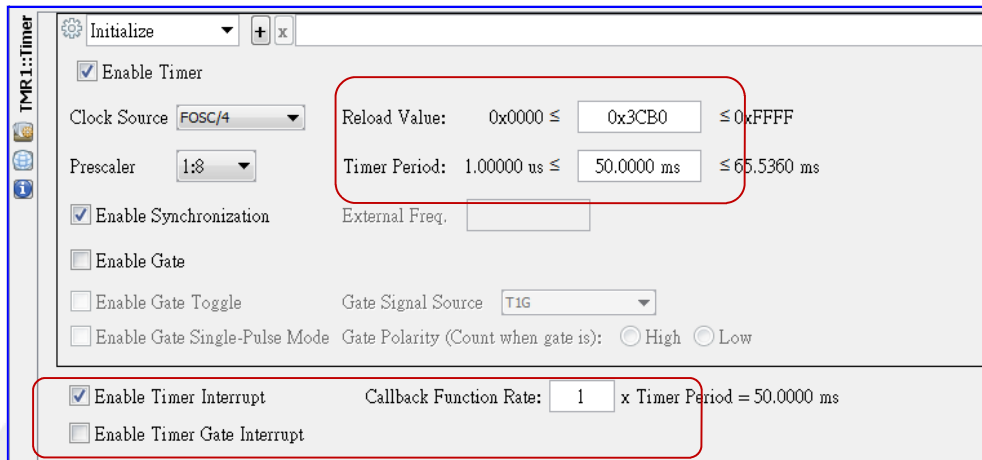 TMR1::Timer
Initialize + x
Enable Timer
Clock Source FOSC/4 Reload Value: 0x0000 ≤ 0x3CB0 ≤ 0xFFFF
Prescaler 1:8 Timer Period: 1.00000 us ≤ 50.0000 ms ≤ 65.5360 ms
Enable Synchronization External Freq.
Enable Gate
Enable Gate Toggle Gate Signal Source T1G
Enable Gate Single-Pulse Mode Gate Polarity (Count when gate is): High Low
Enable Timer Interrupt Callback Function Rate: 1 x Timer Period = 50.0000 ms
Enable Timer Gate Interrupt